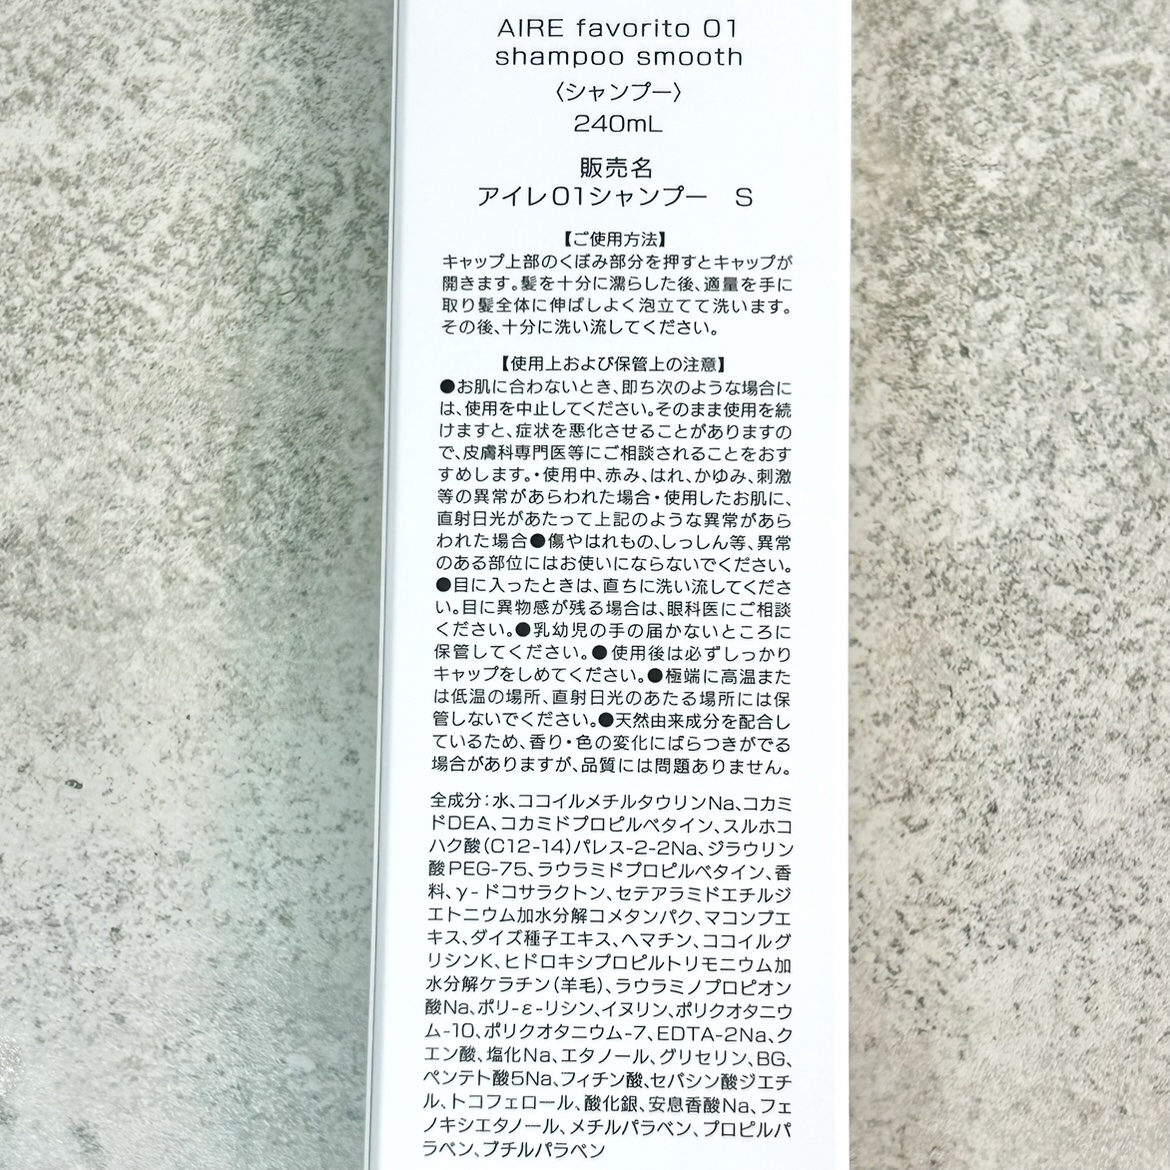 AIRE favorito 01
shampoo smooth
〈シャンプー〉
240mL
販売名
アイレ01シャンプー　S
【ご使用方法】
キャップ上部のくぼみ部分を押すとキャップが
開きます。髪を十分に濡らした後、適量を手に
取り髪全体に伸ばしよく泡立てて洗います。
その後、十分に洗い流してください。
【使用上および保管上の注意】
●お肌に合わないとき、即ち次のような場合に
は、使用を中止してください。そのまま使用を続
けますと、症状を悪化させることがありますの
で、皮膚科専門医等にご相談されることをおす
すめします。・使用中、赤み、はれ、かゆみ、刺激
等の異常があらわれた場合・使用したお肌に、
直射日光があたって上記のような異常があら
われた場合●傷やはれもの、しっしん等、異常
のある部位にはお使いにならないでください。
●目に入ったときは、直ちに洗い流してくださ
い。目に異物感が残る場合は、眼科医にご相談
ください。●乳幼児の手の届かないところに
保管してください。●使用後は必ずしっかり
キャップをしめてください。●極端に高温また
は低温の場所、直射日光のあたる場所には保
管しないでください。●天然由来成分を配合し
ているため、香り・色の変化にばらつきがでる
場合がありますが、品質には問題ありません。
全成分：水、ココイルメチルタウリンNa、コカミ
ドDEA、コカミドプロピルベタイン、スルホコ
ハク酸（C12-14）パレス-2-2Na、ジラウリン
酸PEG-75、ラウラミドプロピルベタイン、香
料、γ-ドコサラクトン、セテアラミドエチルジ
エトニウム加水分解コメタンパク、マコンブエ
キス、ダイズ種子エキス、ヘマチン、ココイルグ
リシンK、ヒドロキシプロピルトリモニウム加
水分解ケラチン（羊毛）、ラウラミノプロピオン
酸Na、ポリ-ε-リシン、イヌリン、ポリクオタニウ
ム-10、ポリクオタニウム-7、EDTA-2Na、ク
エン酸、塩化Na、エタノール、グリセリン、BG、
ペンテト酸5Na、フィチン酸、セバシン酸ジエチ
ル、トコフェロール、酸化銀、安息香酸Na、フェ
ノキシエタノール、メチルパラベン、プロピルパ
ラベン、ブチルパラベン